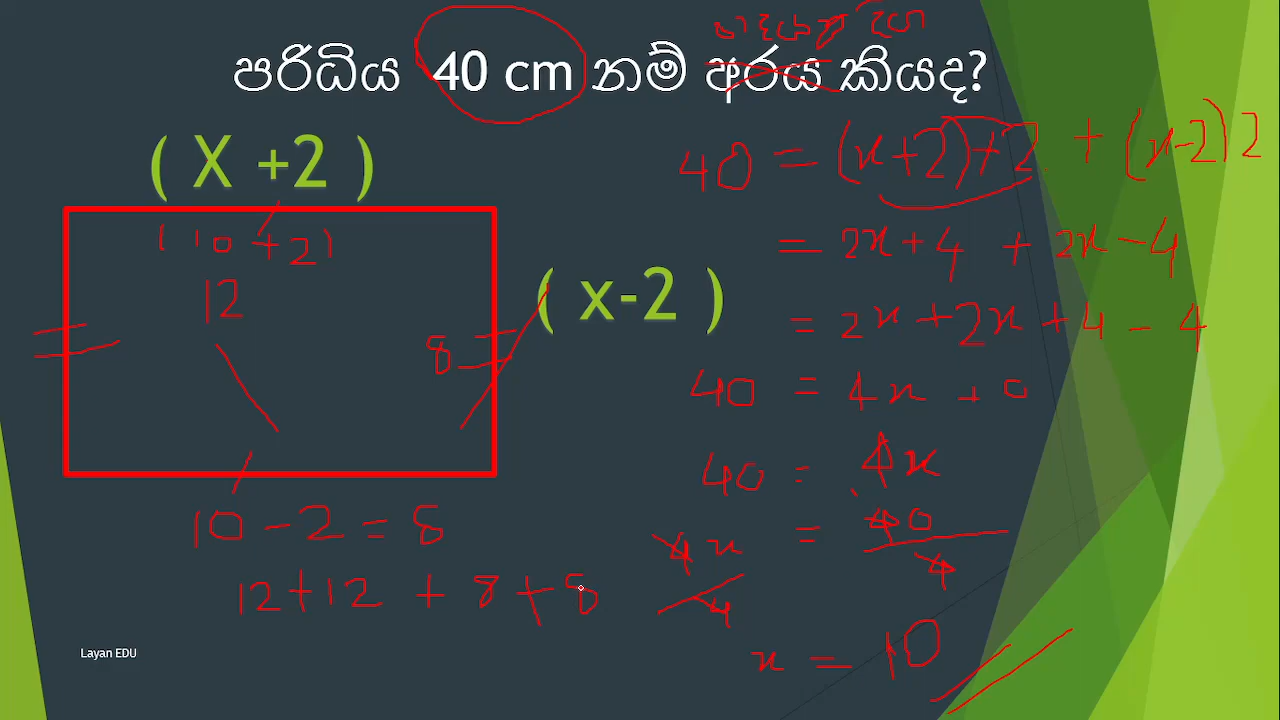 පරිධිය 40 cm නම් අරය කියද?
( X +2 )
( 10 + 2 )
12
8
( x-2 )
10 - 2 = 8
12 + 12 + 8 + 8
40 = (x+2)+2 + (x-2)2
= 2x + 4 + 2x - 4
= 2x + 2x + 4 - 4
40 = 4x + 0
40 = 4x
4x/4 = 40/4
x = 10
Layan EDU